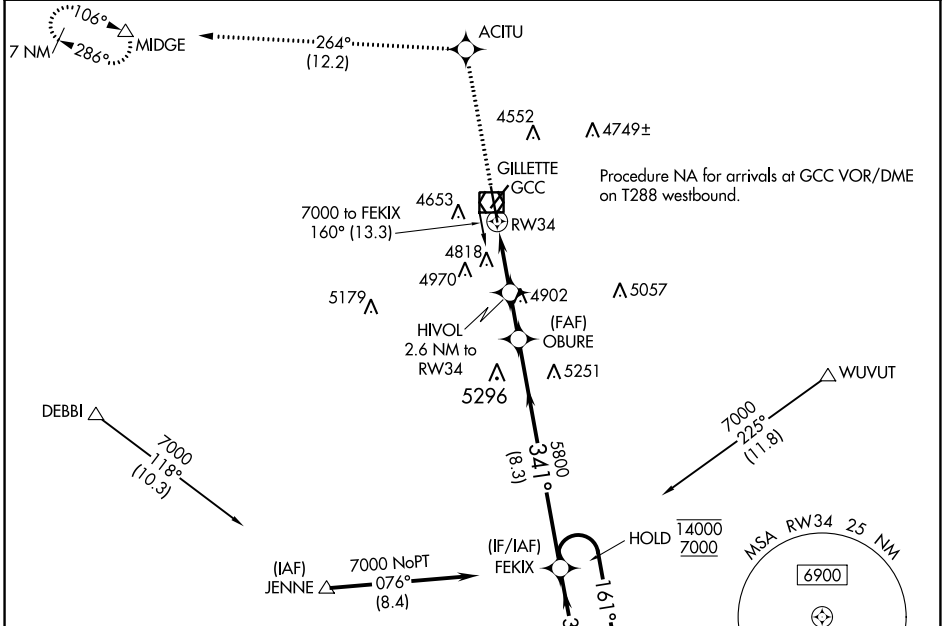 106°
MIDGE
7 NM
286°
264°
(12.2)
ACITU
4552
4749±
GILLETTE
GCC
Procedure NA for arrivals at GCC VOR/DME
on T288 westbound.
4653
7000 to FEKIX
160° (13.3)
RW34
4818
4970
5179
4902
5057
HIVOL
2.6 NM to
RW34
(FAF)
OBURE
5296
5251
WUVUT
7000
225°
(11.8)
DEBBI
7000
118°
(10.3)
5800
341°
(8.3)
HOLD
14000
7000
(IF/IAF)
FEKIX
(IAF)
JENNE
7000 NoPT
076°
(8.4)
161°
MSA RW34 25 NM
6900